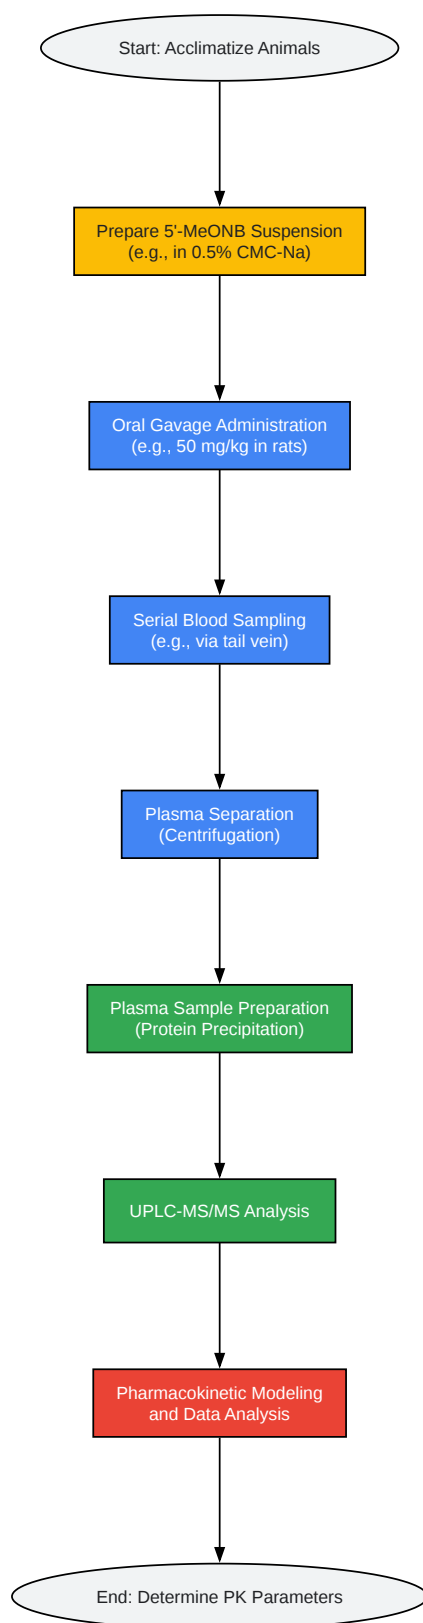 Start: Acclimatize Animals
Prepare 5'-MeONB Suspension
(e.g., in 0.5% CMC-Na)
Oral Gavage Administration
(e.g., 50 mg/kg in rats)
Serial Blood Sampling
(e.g., via tail vein)
Plasma Separation
(Centrifugation)
Plasma Sample Preparation
(Protein Precipitation)
UPLC-MS/MS Analysis
Pharmacokinetic Modeling
and Data Analysis
End: Determine PK Parameters